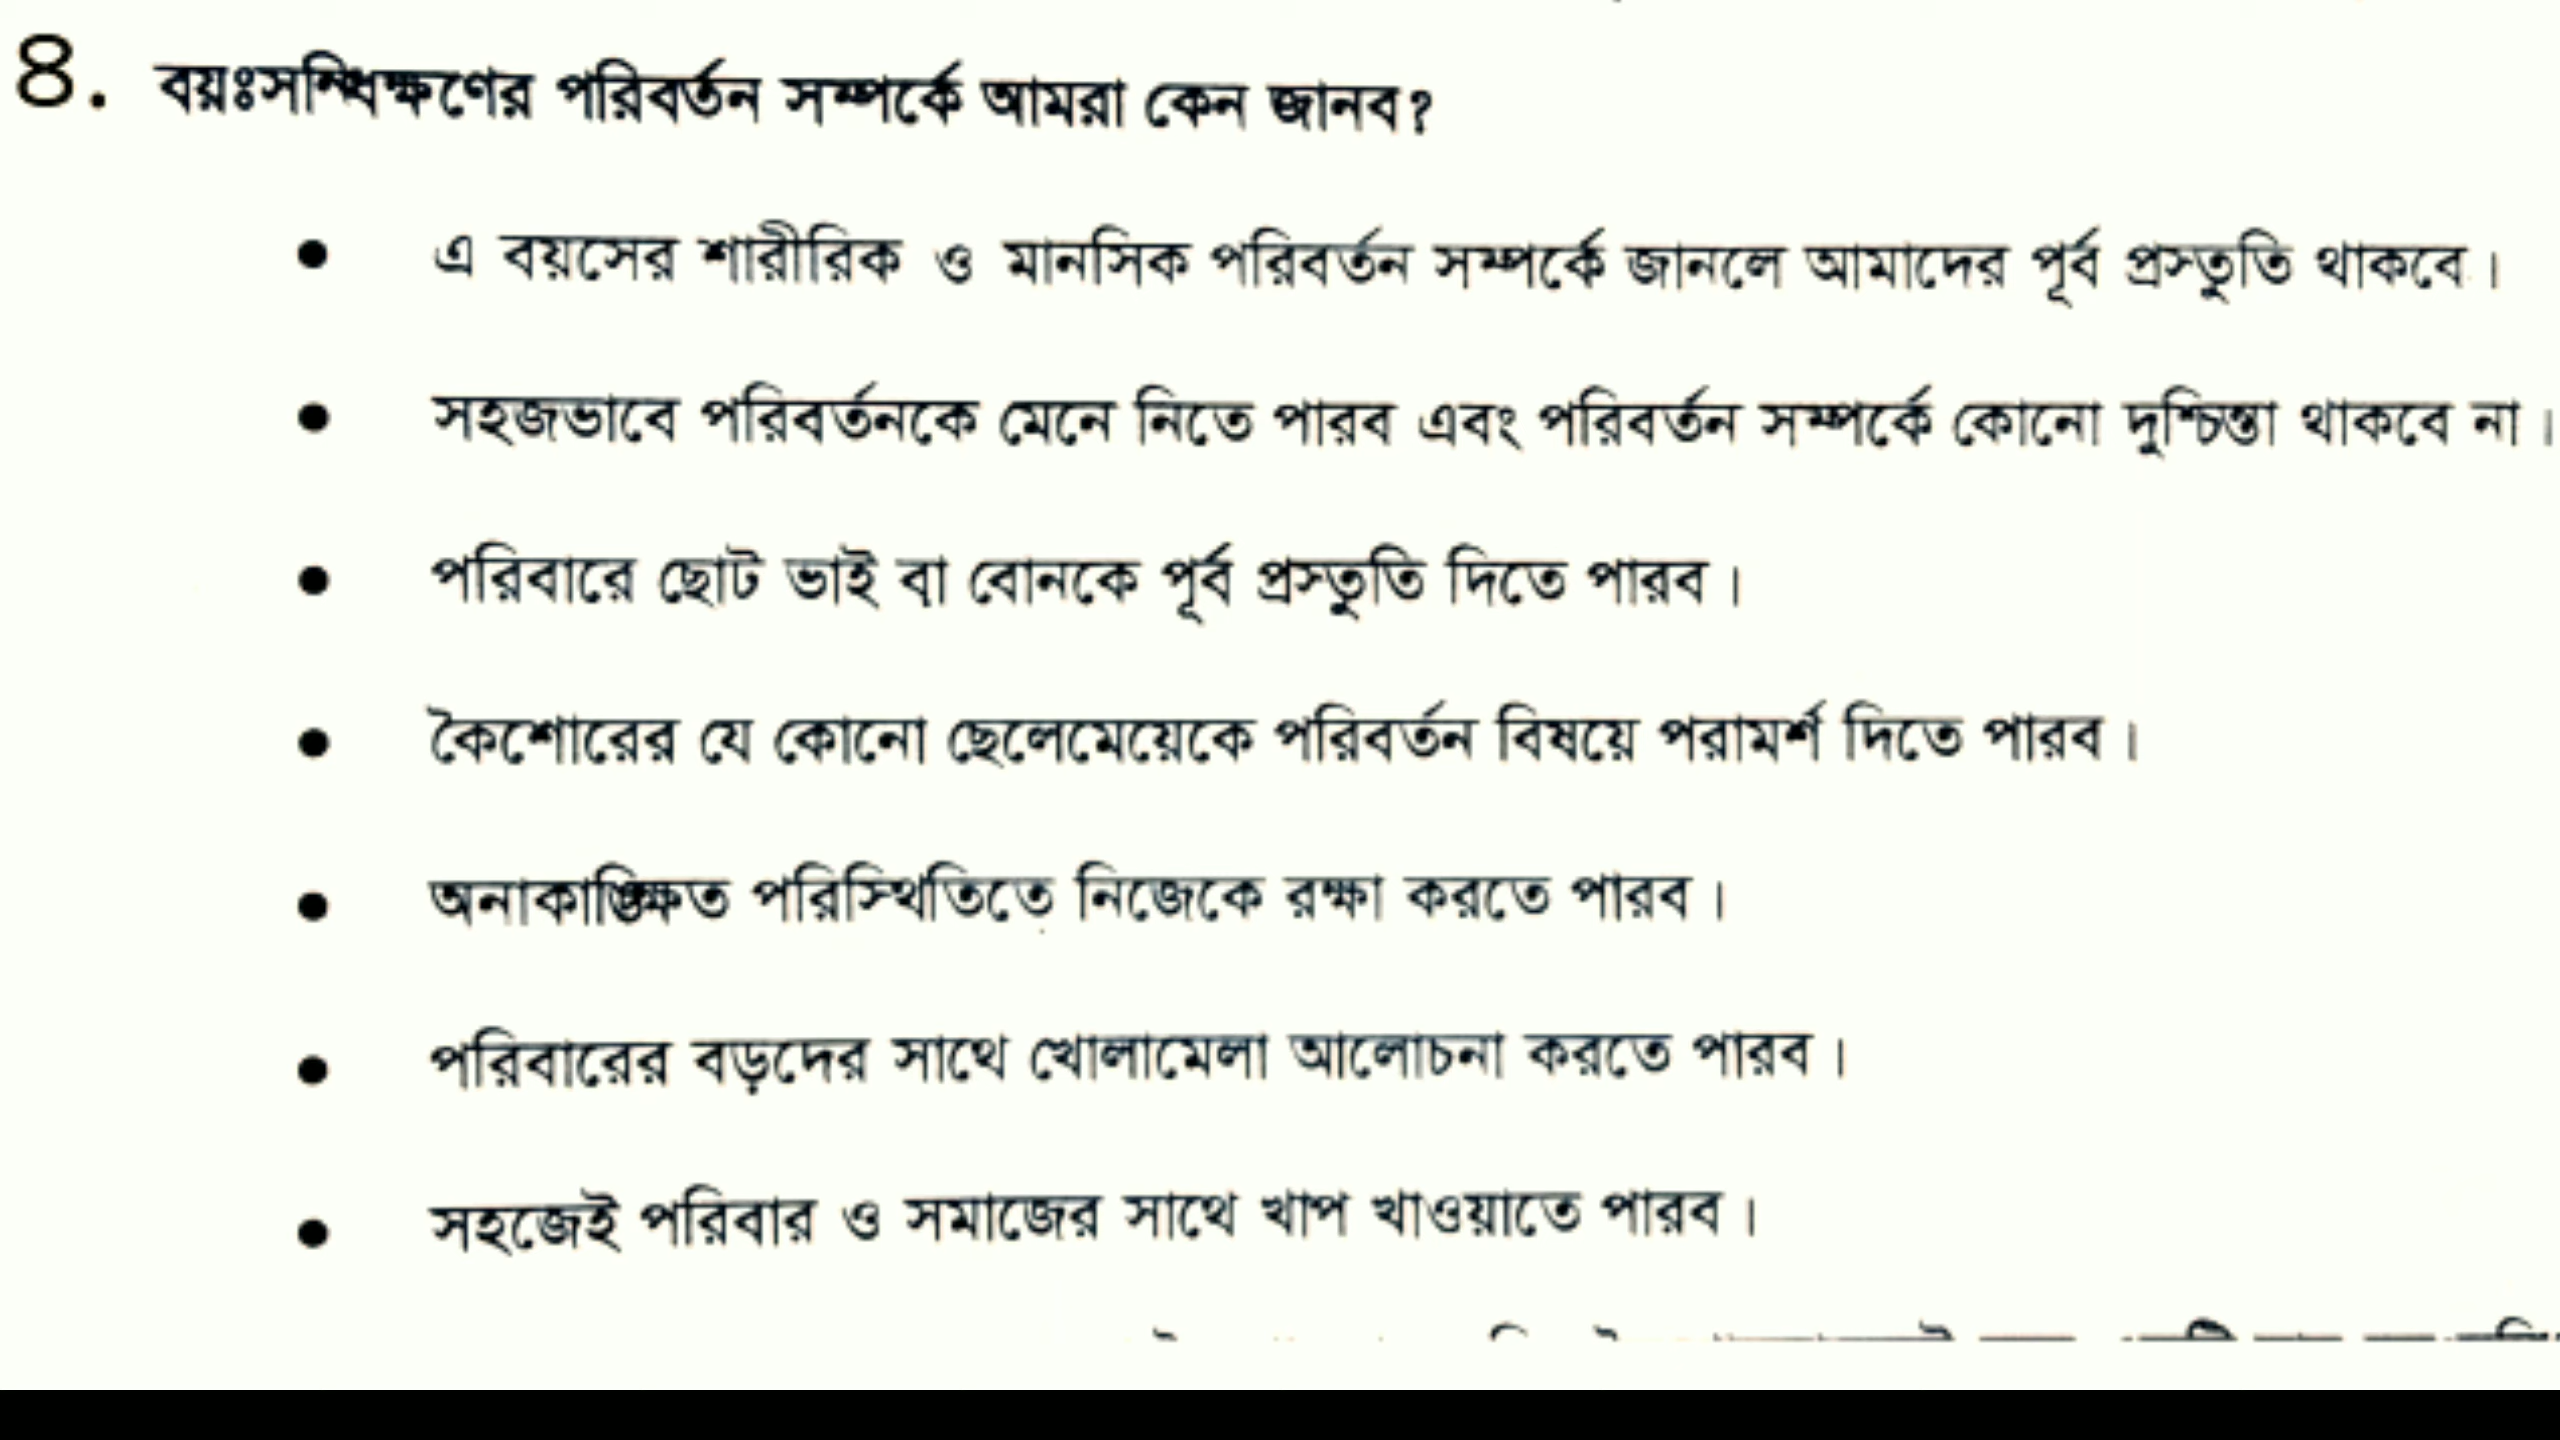 8. বয়ঃসন্ধিক্ষণের পরিবর্তন সম্পর্কে আমরা কেন জানব?
• এ বয়সের শারীরিক ও মানসিক পরিবর্তন সম্পর্কে জানলে আমাদের পূর্ব প্রস্তুতি থাকবে।
• সহজভাবে পরিবর্তনকে মেনে নিতে পারব এবং পরিবর্তন সম্পর্কে কোনো দুশ্চিন্তা থাকবে না।
• পরিবারে ছোট ভাই বা বোনকে পূর্ব প্রস্তুতি দিতে পারব।
• কৈশোরের যে কোনো ছেলেমেয়েকে পরিবর্তন বিষয়ে পরামর্শ দিতে পারব।
• অনাকাঙ্ক্ষিত পরিস্থিতিতে নিজেকে রক্ষা করতে পারব।
• পরিবারের বড়দের সাথে খোলামেলা আলোচনা করতে পারব।
• সহজেই পরিবার ও সমাজের সাথে খাপ খাওয়াতে পারব।